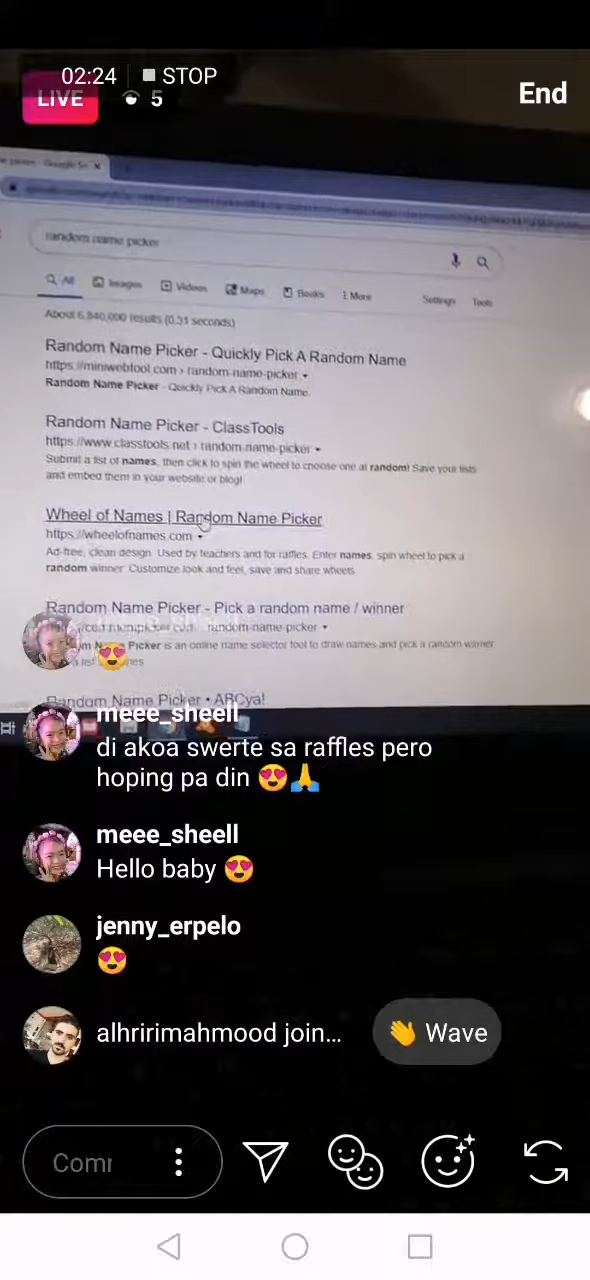 02:24 STOP
LIVE 5
End
random name picker
All Images Videos Maps Books More Settings Tools
About 6,840,000 results (0.31 seconds)
Random Name Picker - Quickly Pick A Random Name
https://miniwebtool.com › random-name-picker
Random Name Picker - Quickly Pick A Random Name.
Random Name Picker - ClassTools
https://www.classtools.net › random-name-picker
Submit a list of names, then click to spin the wheel to choose one at random! Save your lists
and embed them in your website or blog!
Wheel of Names | Random Name Picker
https://wheelofnames.com
Ad-free, clean design. Used by teachers and for raffles. Enter names, spin wheel to pick a
random winner. Customize look and feel, save and share wheels.
Random Name Picker - Pick a random name / winner
random-name-picker
Picker is an online name selector tool to draw names and pick a random winner
Random Name Picker • ABCya!
😍
meee_sheell
di akoa swerte sa raffles pero
hoping pa din 😍🙏
meee_sheell
Hello baby 😍
jenny_erpelo
😍
alhririmahmood join... 👋 Wave
Comr